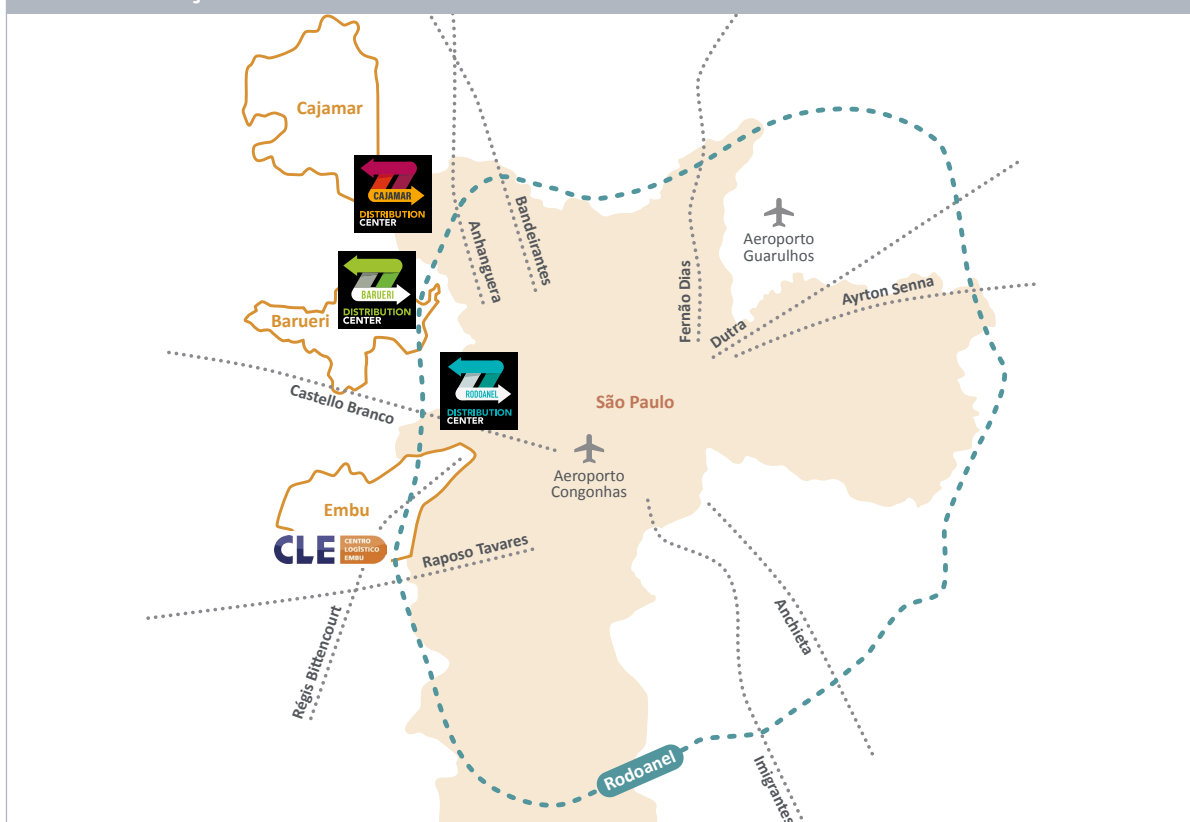 Cajamar
CAJAMAR
DISTRIBUTION
CENTER
Bandeirantes
Anhanguera
Aeroporto
Guarulhos
Fernão Dias
Dutra
Ayrton Senna
BARUERI
DISTRIBUTION
CENTER
Barueri
Castello Branco
RODOANEL
DISTRIBUTION
CENTER
São Paulo
Aeroporto
Congonhas
Embu
CLE
CENTRO
LOGÍSTICO
EMBU
Raposo Tavares
Régis Bittencourt
Anchieta
Imigrantes
Rodoanel